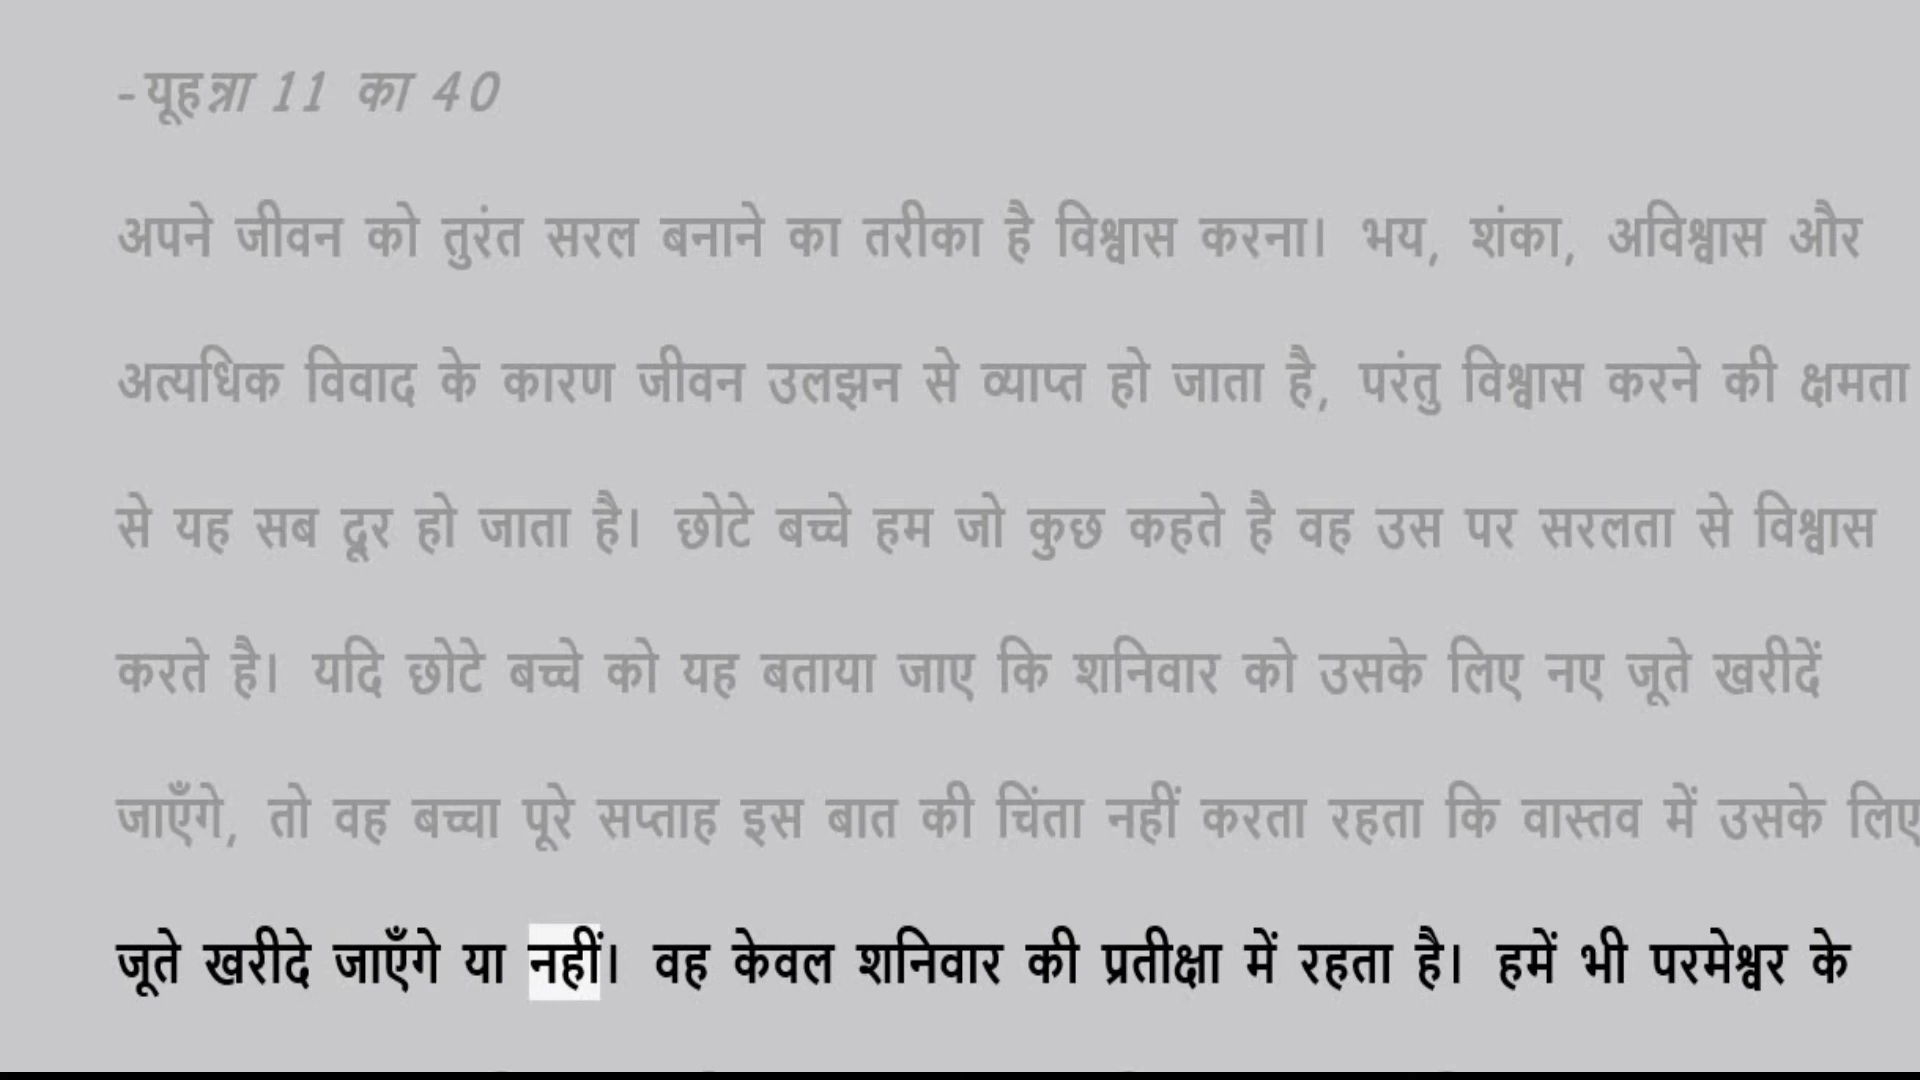 -यूहन्ना 11 का 40
अपने जीवन को तुरंत सरल बनाने का तरीका है विश्वास करना। भय, शंका, अविश्वास और
अत्यधिक विवाद के कारण जीवन उलझन से व्याप्त हो जाता है, परंतु विश्वास करने की क्षमता
से यह सब दूर हो जाता है। छोटे बच्चे हम जो कुछ कहते है वह उस पर सरलता से विश्वास
करते है। यदि छोटे बच्चे को यह बताया जाए कि शनिवार को उसके लिए नए जूते खरीदें
जाएँगे, तो वह बच्चा पूरे सप्ताह इस बात की चिंता नहीं करता रहता कि वास्तव में उसके लिए
जूते खरीदे जाएँगे या नहीं। वह केवल शनिवार की प्रतीक्षा में रहता है। हमें भी परमेश्वर के